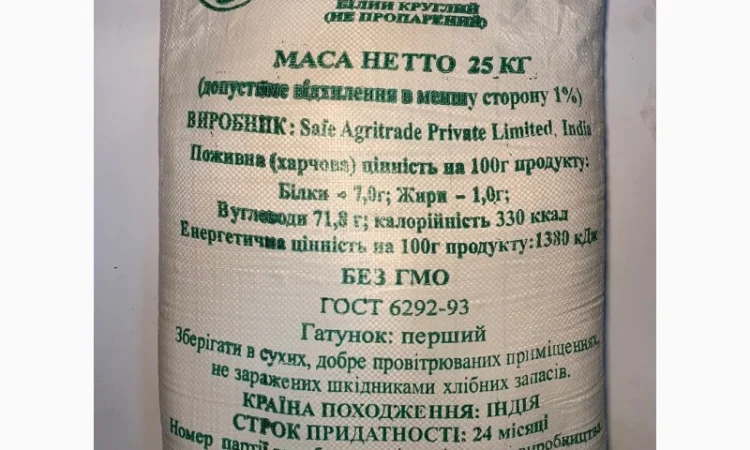 БІЛИЙ КРУГЛИЙ
(НЕ ПРОПАРЕНИЙ)
МАСА НЕТТО 25 КГ
(допустиме відхилення в меншу сторону 1%)
ВИРОБНИК: Safe Agritrade Private Limited, India
Поживна (харчова) цінність на 100г продукту:
Білки - 7,0г; Жири – 1,0г;
Вуглеводи 71,8 г; калорійність 330 ккал
Енергетична цінність на 100г продукту:1380 кДж
БЕЗ ГМО
ГОСТ 6292-93
Гатунок: перший
Зберігати в сухих, добре провітрюваних приміщеннях,
не заражених шкідниками хлібних запасів.
КРАЇНА ПОХОДЖЕННЯ: ІНДІЯ
СТРОК ПРИДАТНОСТІ: 24 місяці
Номер партії виробництва